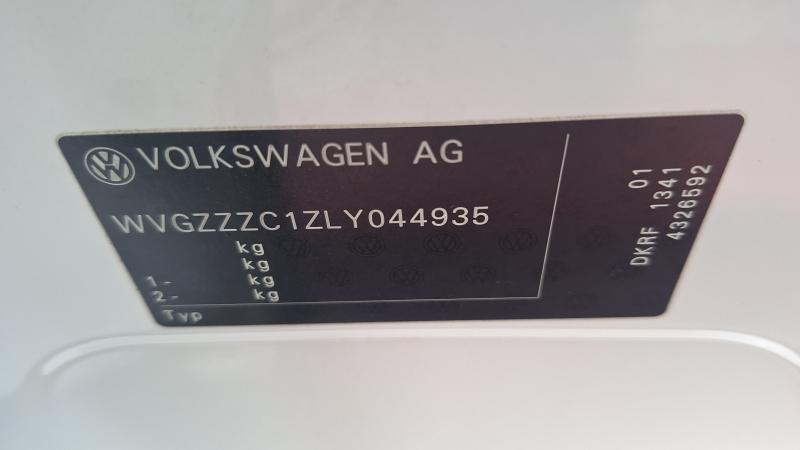 VOLKSWAGEN AG
WVGZZZC1ZLY044935
kg
kg
1- kg
2- kg
Typ
01
DKRF 1341
4326592